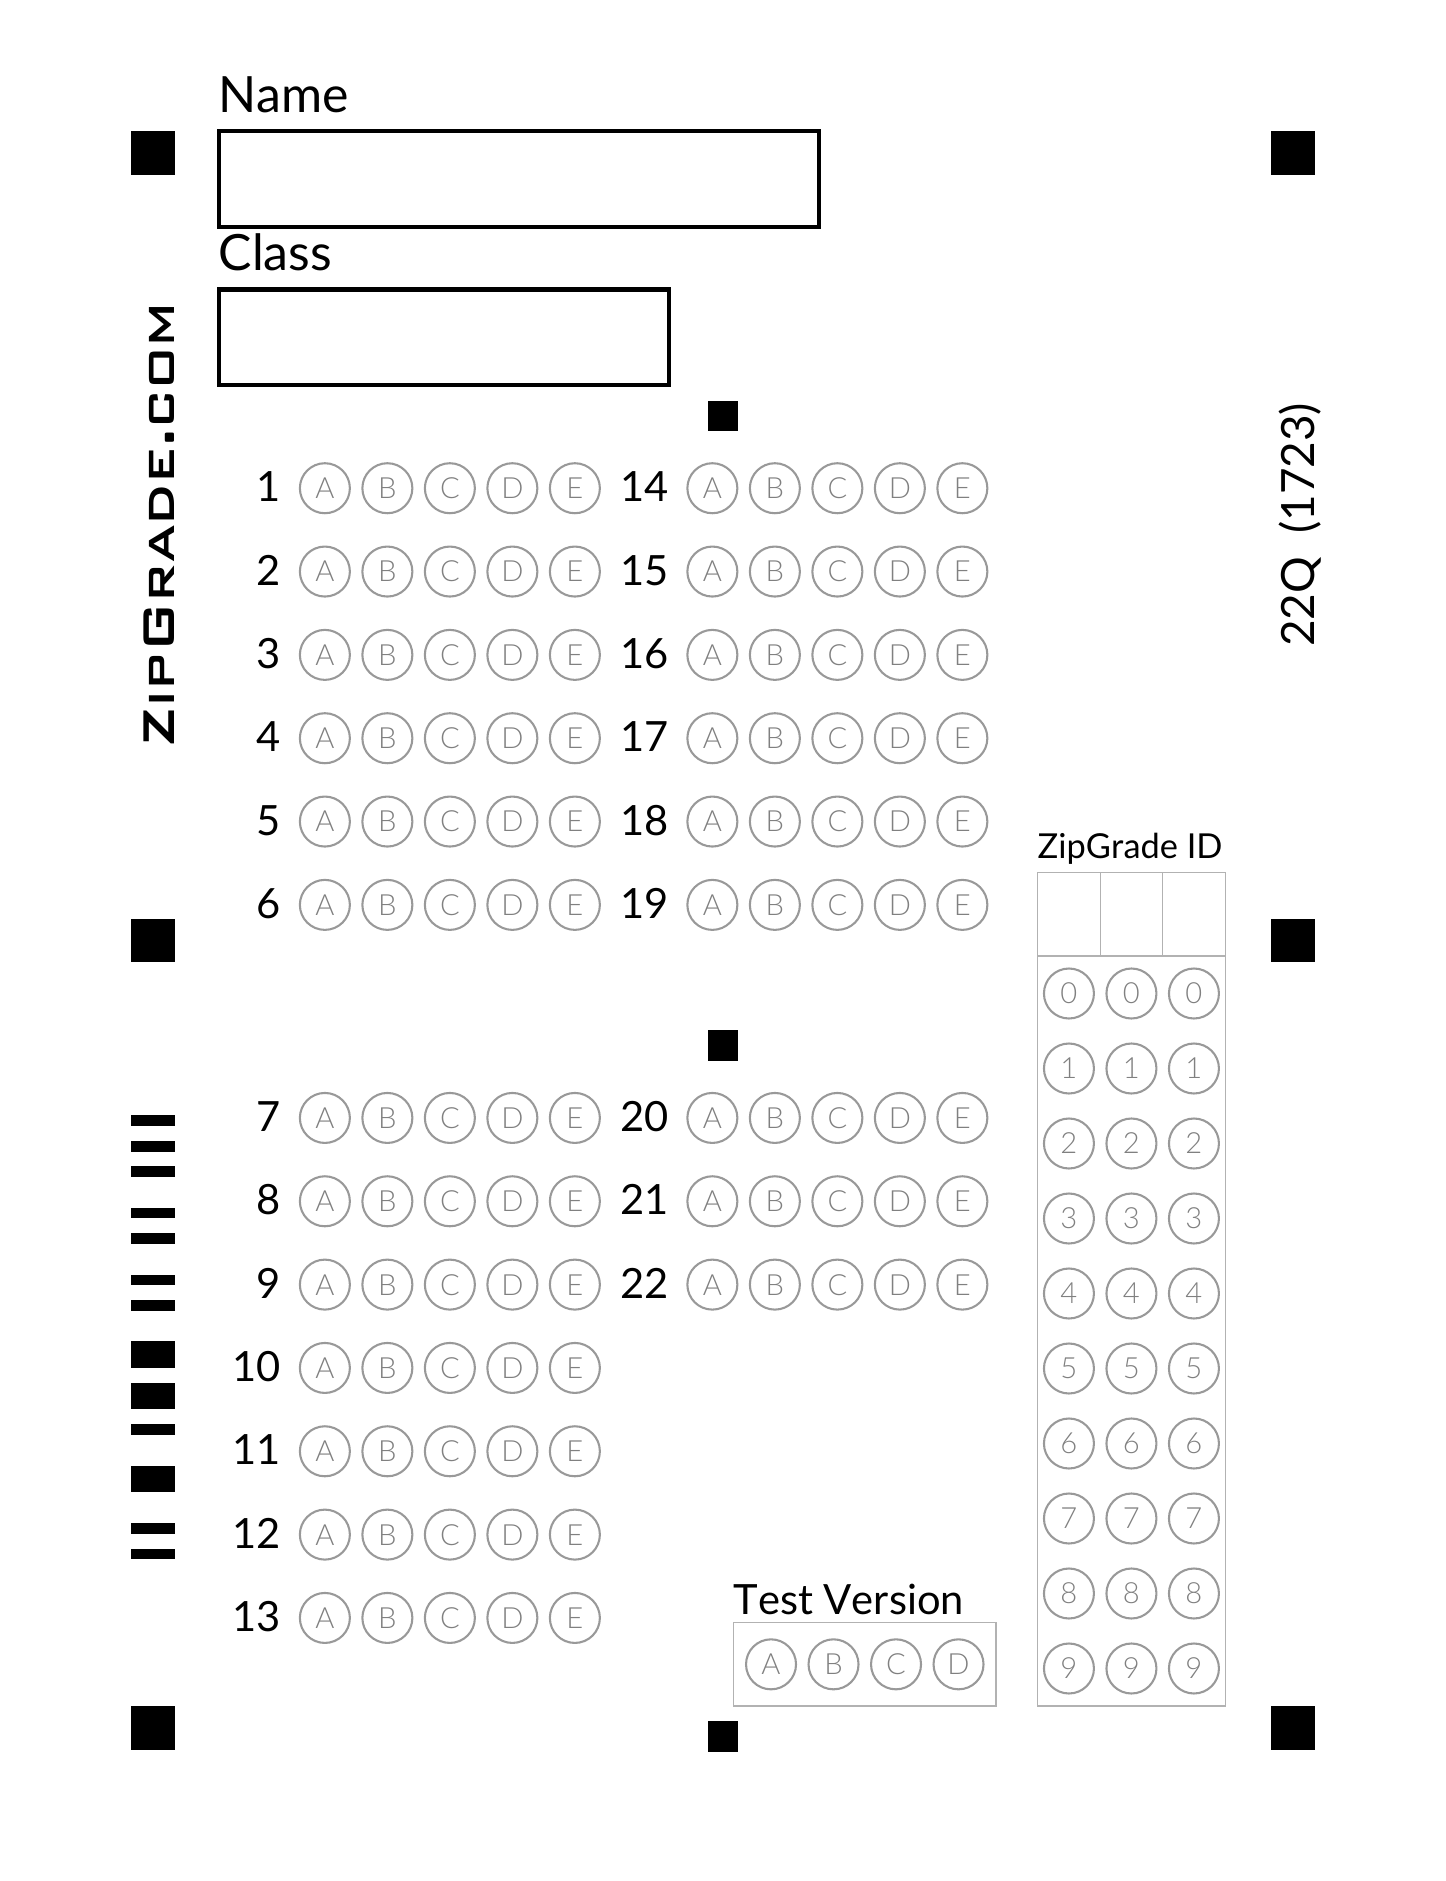 Name
Class
ZIPGRADE.COM
22Q (1723)
1 A B C D E 14 A B C D E
2 A B C D E 15 A B C D E
3 A B C D E 16 A B C D E
4 A B C D E 17 A B C D E
5 A B C D E 18 A B C D E
6 A B C D E 19 A B C D E
7 A B C D E 20 A B C D E
8 A B C D E 21 A B C D E
9 A B C D E 22 A B C D E
10 A B C D E
11 A B C D E
12 A B C D E
13 A B C D E
ZipGrade ID
0 0 0
1 1 1
2 2 2
3 3 3
4 4 4
5 5 5
6 6 6
7 7 7
8 8 8
9 9 9
Test Version
A B C D